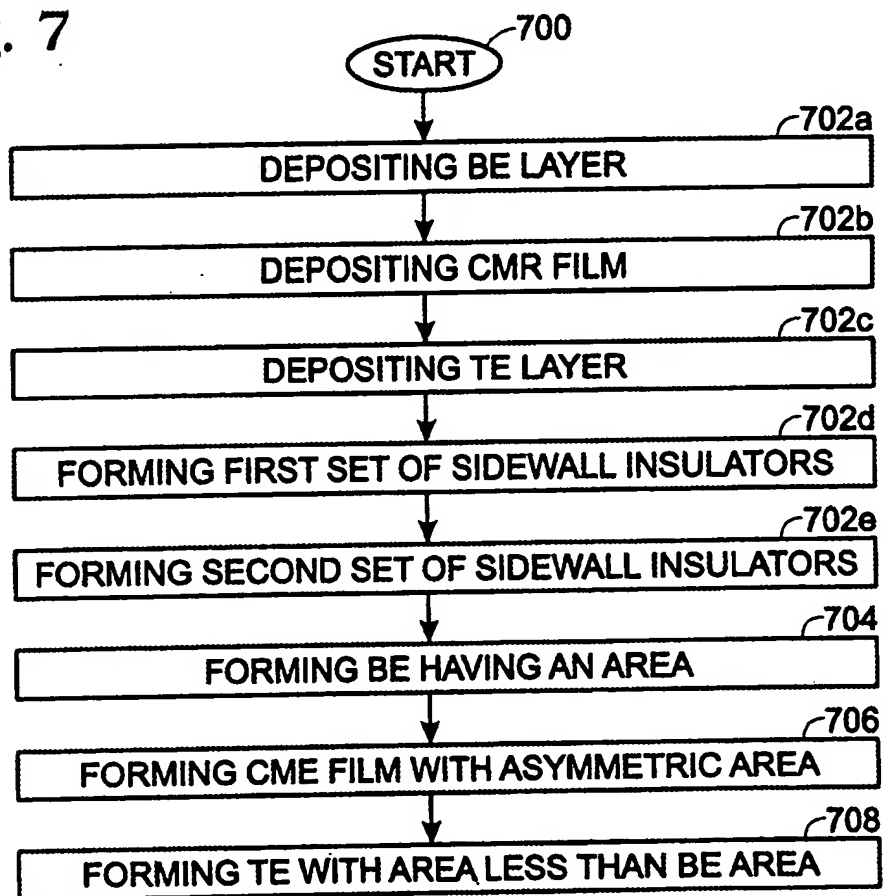 . 7
700
START
702a
DEPOSITING BE LAYER
702b
DEPOSITING CMR FILM
702c
DEPOSITING TE LAYER
702d
FORMING FIRST SET OF SIDEWALL INSULATORS
702e
FORMING SECOND SET OF SIDEWALL INSULATORS
704
FORMING BE HAVING AN AREA
706
FORMING CME FILM WITH ASYMMETRIC AREA
708
FORMING TE WITH AREA LESS THAN BE AREA